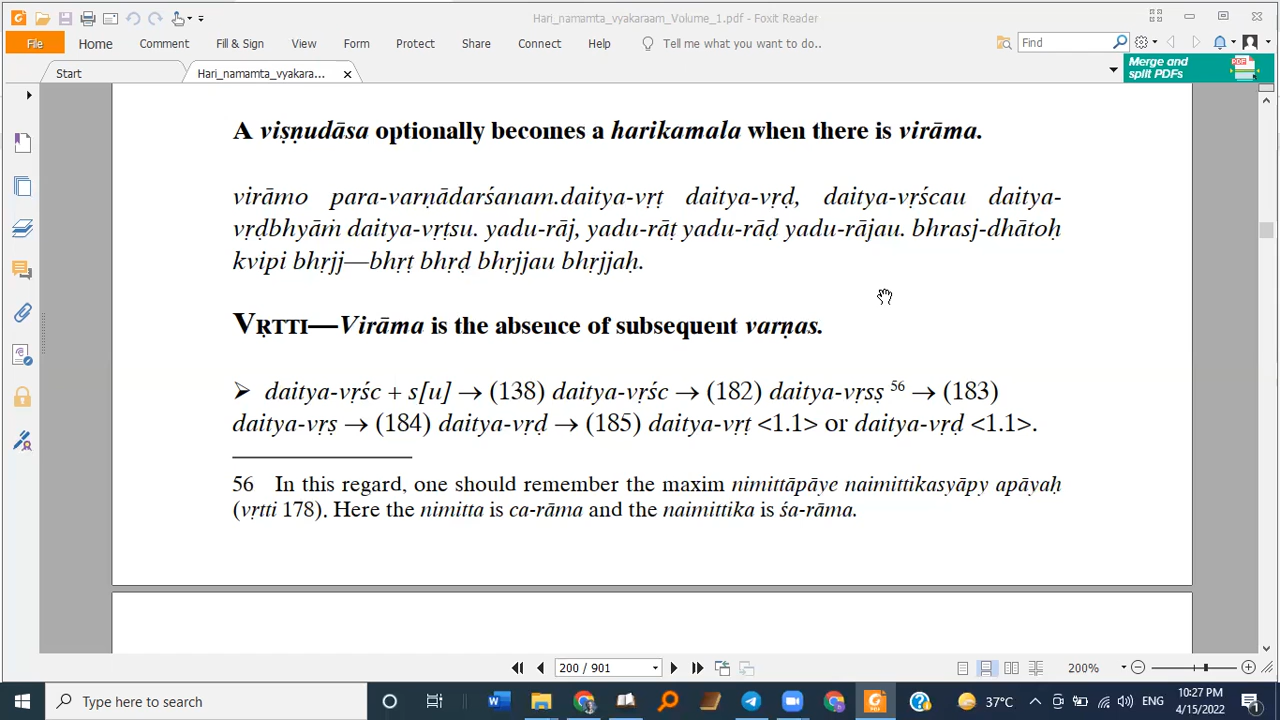 Hari_namamta_vyakaraam_Volume_1.pdf - Foxit Reader
File Home Comment Fill & Sign View Form Protect Share Connect Help Tell me what you want to do.. Find
Start Hari_namamta_vyakara...
Merge and
split PDFs
A viṣṇudāsa optionally becomes a harikamala when there is virāma.
virāmo para-varṇādarśanam.daitya-vṛṭ daitya-vṛḍ, daitya-vṛścau daitya-
vṛḍbhyāṁ daitya-vṛṭsu. yadu-rāj, yadu-rāṭ yadu-rāḍ yadu-rājau. bhrasj-dhātoḥ
kvipi bhṛjj—bhṛṭ bhṛḍ bhṛjjau bhṛjjaḥ.
VṚTTI—Virāma is the absence of subsequent varṇas.
➢ daitya-vṛśc + s[u] → (138) daitya-vṛśc → (182) daitya-vṛsṣ 56 → (183)
daitya-vṛṣ → (184) daitya-vṛḍ → (185) daitya-vṛṭ <1.1> or daitya-vṛḍ <1.1>.
56 In this regard, one should remember the maxim nimittāpāye naimittikasyāpy apāyaḥ
(vṛtti 178). Here the nimitta is ca-rāma and the naimittika is śa-rāma.
200 / 901 200%
Type here to search 37°C ENG 10:27 PM
4/15/2022